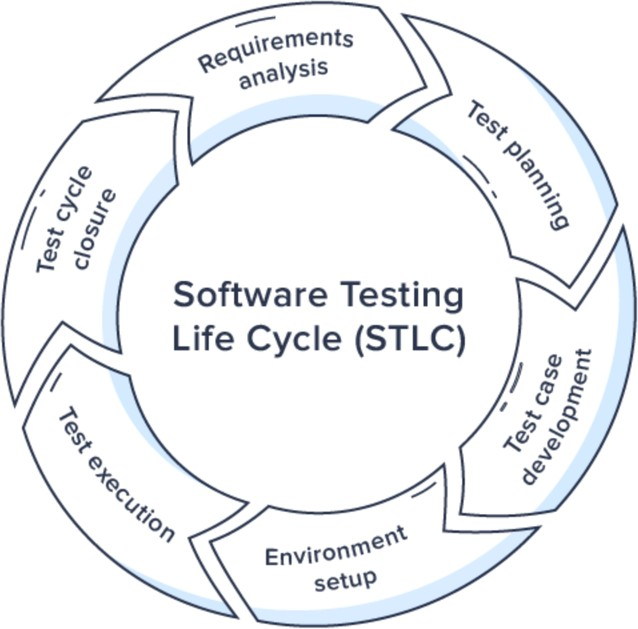 Requirements
analysis
Test planning
Test case
development
Environment
setup
Test execution
Test cycle
closure
Software Testing
Life Cycle (STLC)